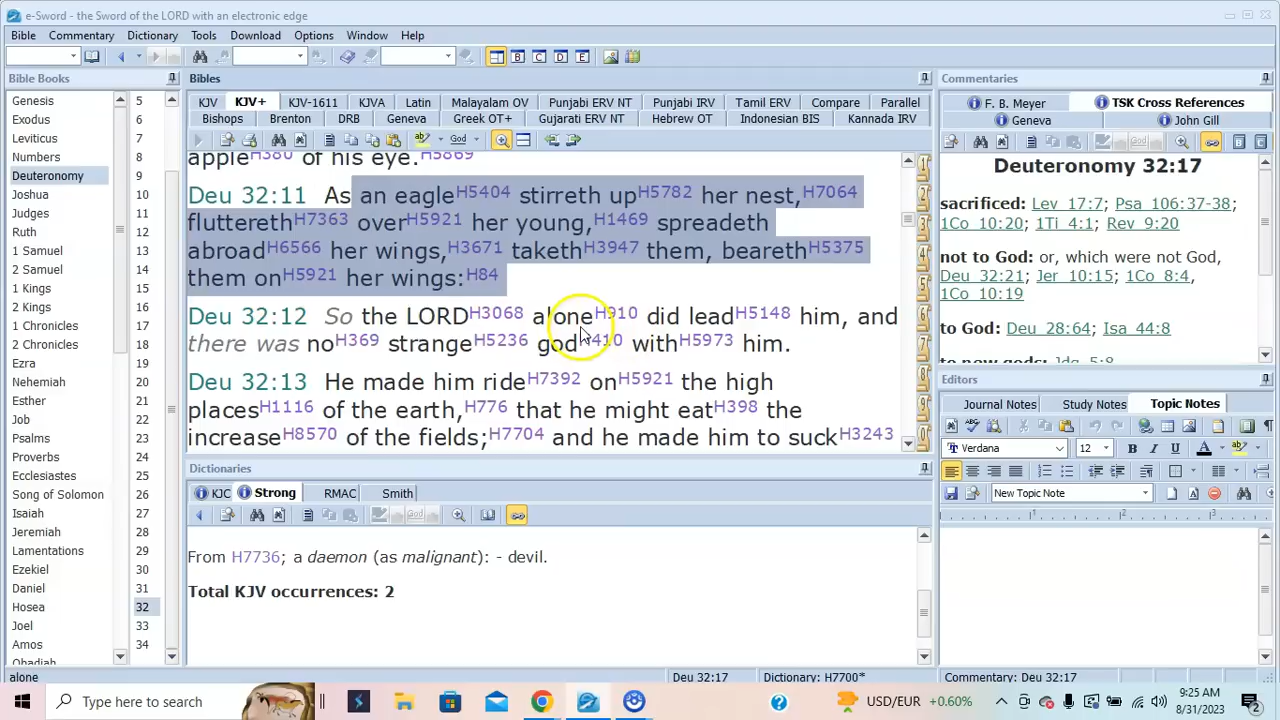 e-Sword - the Sword of the LORD with an electronic edge
Bible Commentary Dictionary Tools Download Options Window Help
Bible Books
Genesis
Exodus
Leviticus
Numbers
Deuteronomy
Joshua
Judges
Ruth
1 Samuel
2 Samuel
1 Kings
2 Kings
1 Chronicles
2 Chronicles
Ezra
Nehemiah
Esther
Job
Psalms
Proverbs
Ecclesiastes
Song of Solomon
Isaiah
Jeremiah
Lamentations
Ezekiel
Daniel
Hosea
Joel
Amos
Obadiah
5
6
7
8
9
10
11
12
13
14
15
16
17
18
19
20
21
22
23
24
25
26
27
28
29
30
31
32
33
34
Bibles
KJV KJV+ KJV-1611 KJVA Latin Malayalam OV Punjabi ERV NT Punjabi IRV Tamil ERV Compare Parallel
Bishops Brenton DRB Geneva Greek OT+ Gujarati ERV NT Hebrew OT Indonesian BIS Kannada IRV
God
apple H380 of his eye. H5869
Deu 32:11 As an eagle H5404 stirreth up H5782 her nest, H7064
fluttereth H7363 over H5921 her young, H1469 spreadeth
abroad H6566 her wings, H3671 taketh H3947 them, beareth H5375
them on H5921 her wings: H84
Deu 32:12 So the LORD H3068 alone H910 did lead H5148 him, and
there was no H369 strange H5236 god H410 with H5973 him.
Deu 32:13 He made him ride H7392 on H5921 the high
places H1116 of the earth, H776 that he might eat H398 the
increase H8570 of the fields; H7704 and he made him to suck H3243
Dictionaries
KJC Strong RMAC Smith
God
From H7736; a daemon (as malignant): - devil.
Total KJV occurrences: 2
Commentaries
F. B. Meyer TSK Cross References
Geneva John Gill
God
Deuteronomy 32:17
sacrificed: Lev 17:7; Psa 106:37-38;
1Co 10:20; 1Ti 4:1; Rev 9:20
not to God: or, which were not God,
Deu 32:21; Jer 10:15; 1Co 8:4,
1Co 10:19
to God: Deu 28:64; Isa 44:8
Editors
Journal Notes Study Notes Topic Notes
Verdana 12 B I U A ab
New Topic Note
1 2 3
alone
Deu 32:17
Dictionary: H7700*
Commentary: Deu 32:17
Type here to search
USD/EUR +0.60%
9:25 AM
8/31/2023
2